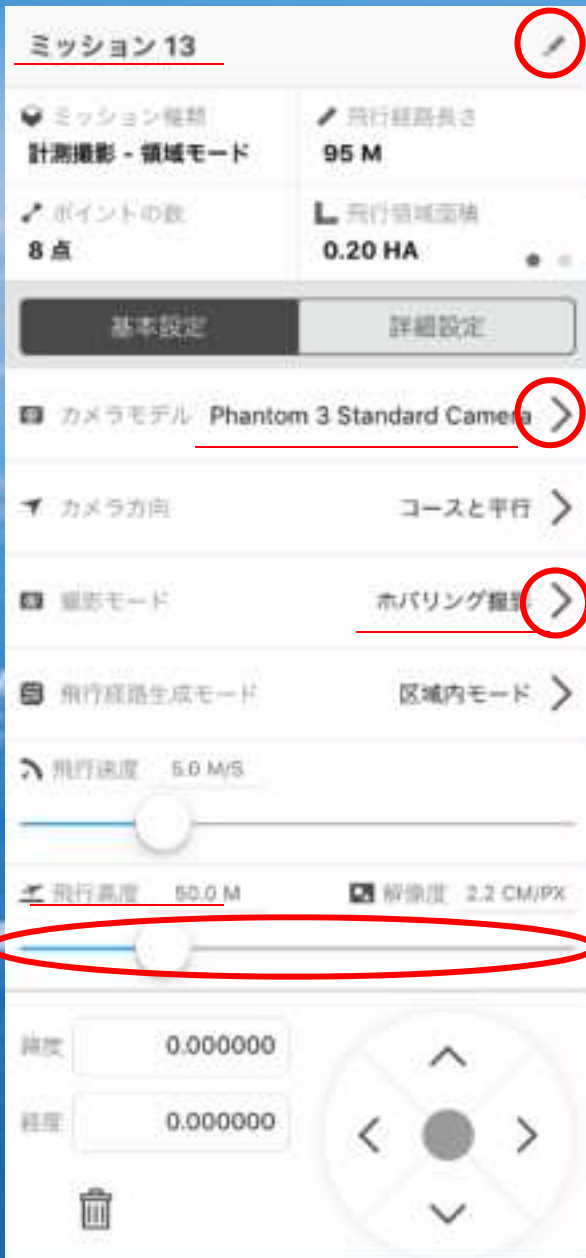 ミッション 13
ミッション種類
飛行経路長さ
計測撮影 - 領域モード
95 M
ポイントの数
飛行領域面積
8 点
0.20 HA
基本設定
詳細設定
カメラモデル Phantom 3 Standard Camera
カメラ方向 コースと平行
撮影モード ホバリング撮影
飛行経路生成モード 区域内モード
飛行速度 5.0 M/S
飛行高度 50.0 M 解像度 2.2 CM/PX
緯度 0.000000
経度 0.000000